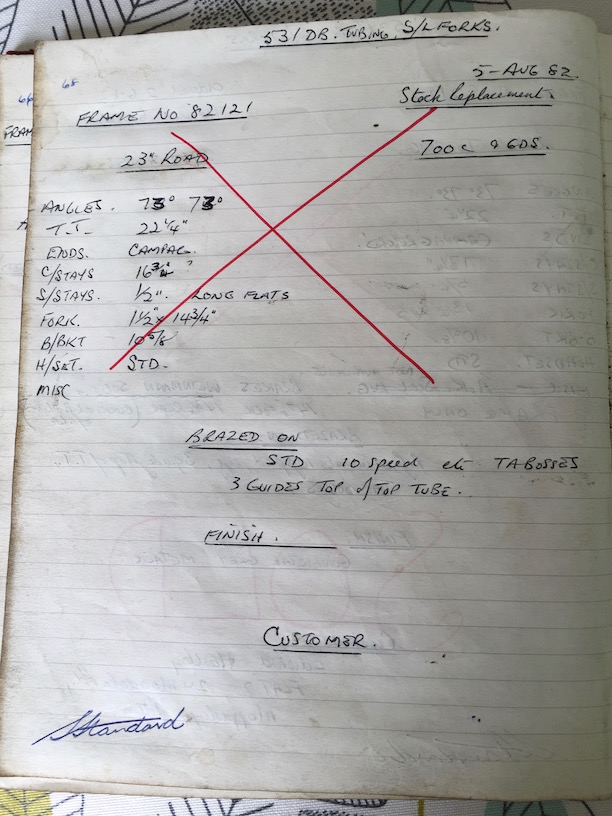 531 DB. TUBING, S/L FORKS.
5-AUG 82.
68
Stock Replacement.
FRAME NO 82121
23" ROAD
700c & GDS.
ANGLES. 73° 73°
T.T. 22 1/4"
ENDS. CAMPAG.
C/STAYS 16 3/4"
S/STAYS. 1/2". LONG FLATS
FORK. 1 1/2" x 14 3/4"
B/BKT 10 5/8
H/SET. STD.
MISC
BRAZED ON
STD 10 Speed etc TABOSSES
3 GUIDES TOP of TOP TUBE.
FINISH.
CUSTOMER.
Standard
FRAM